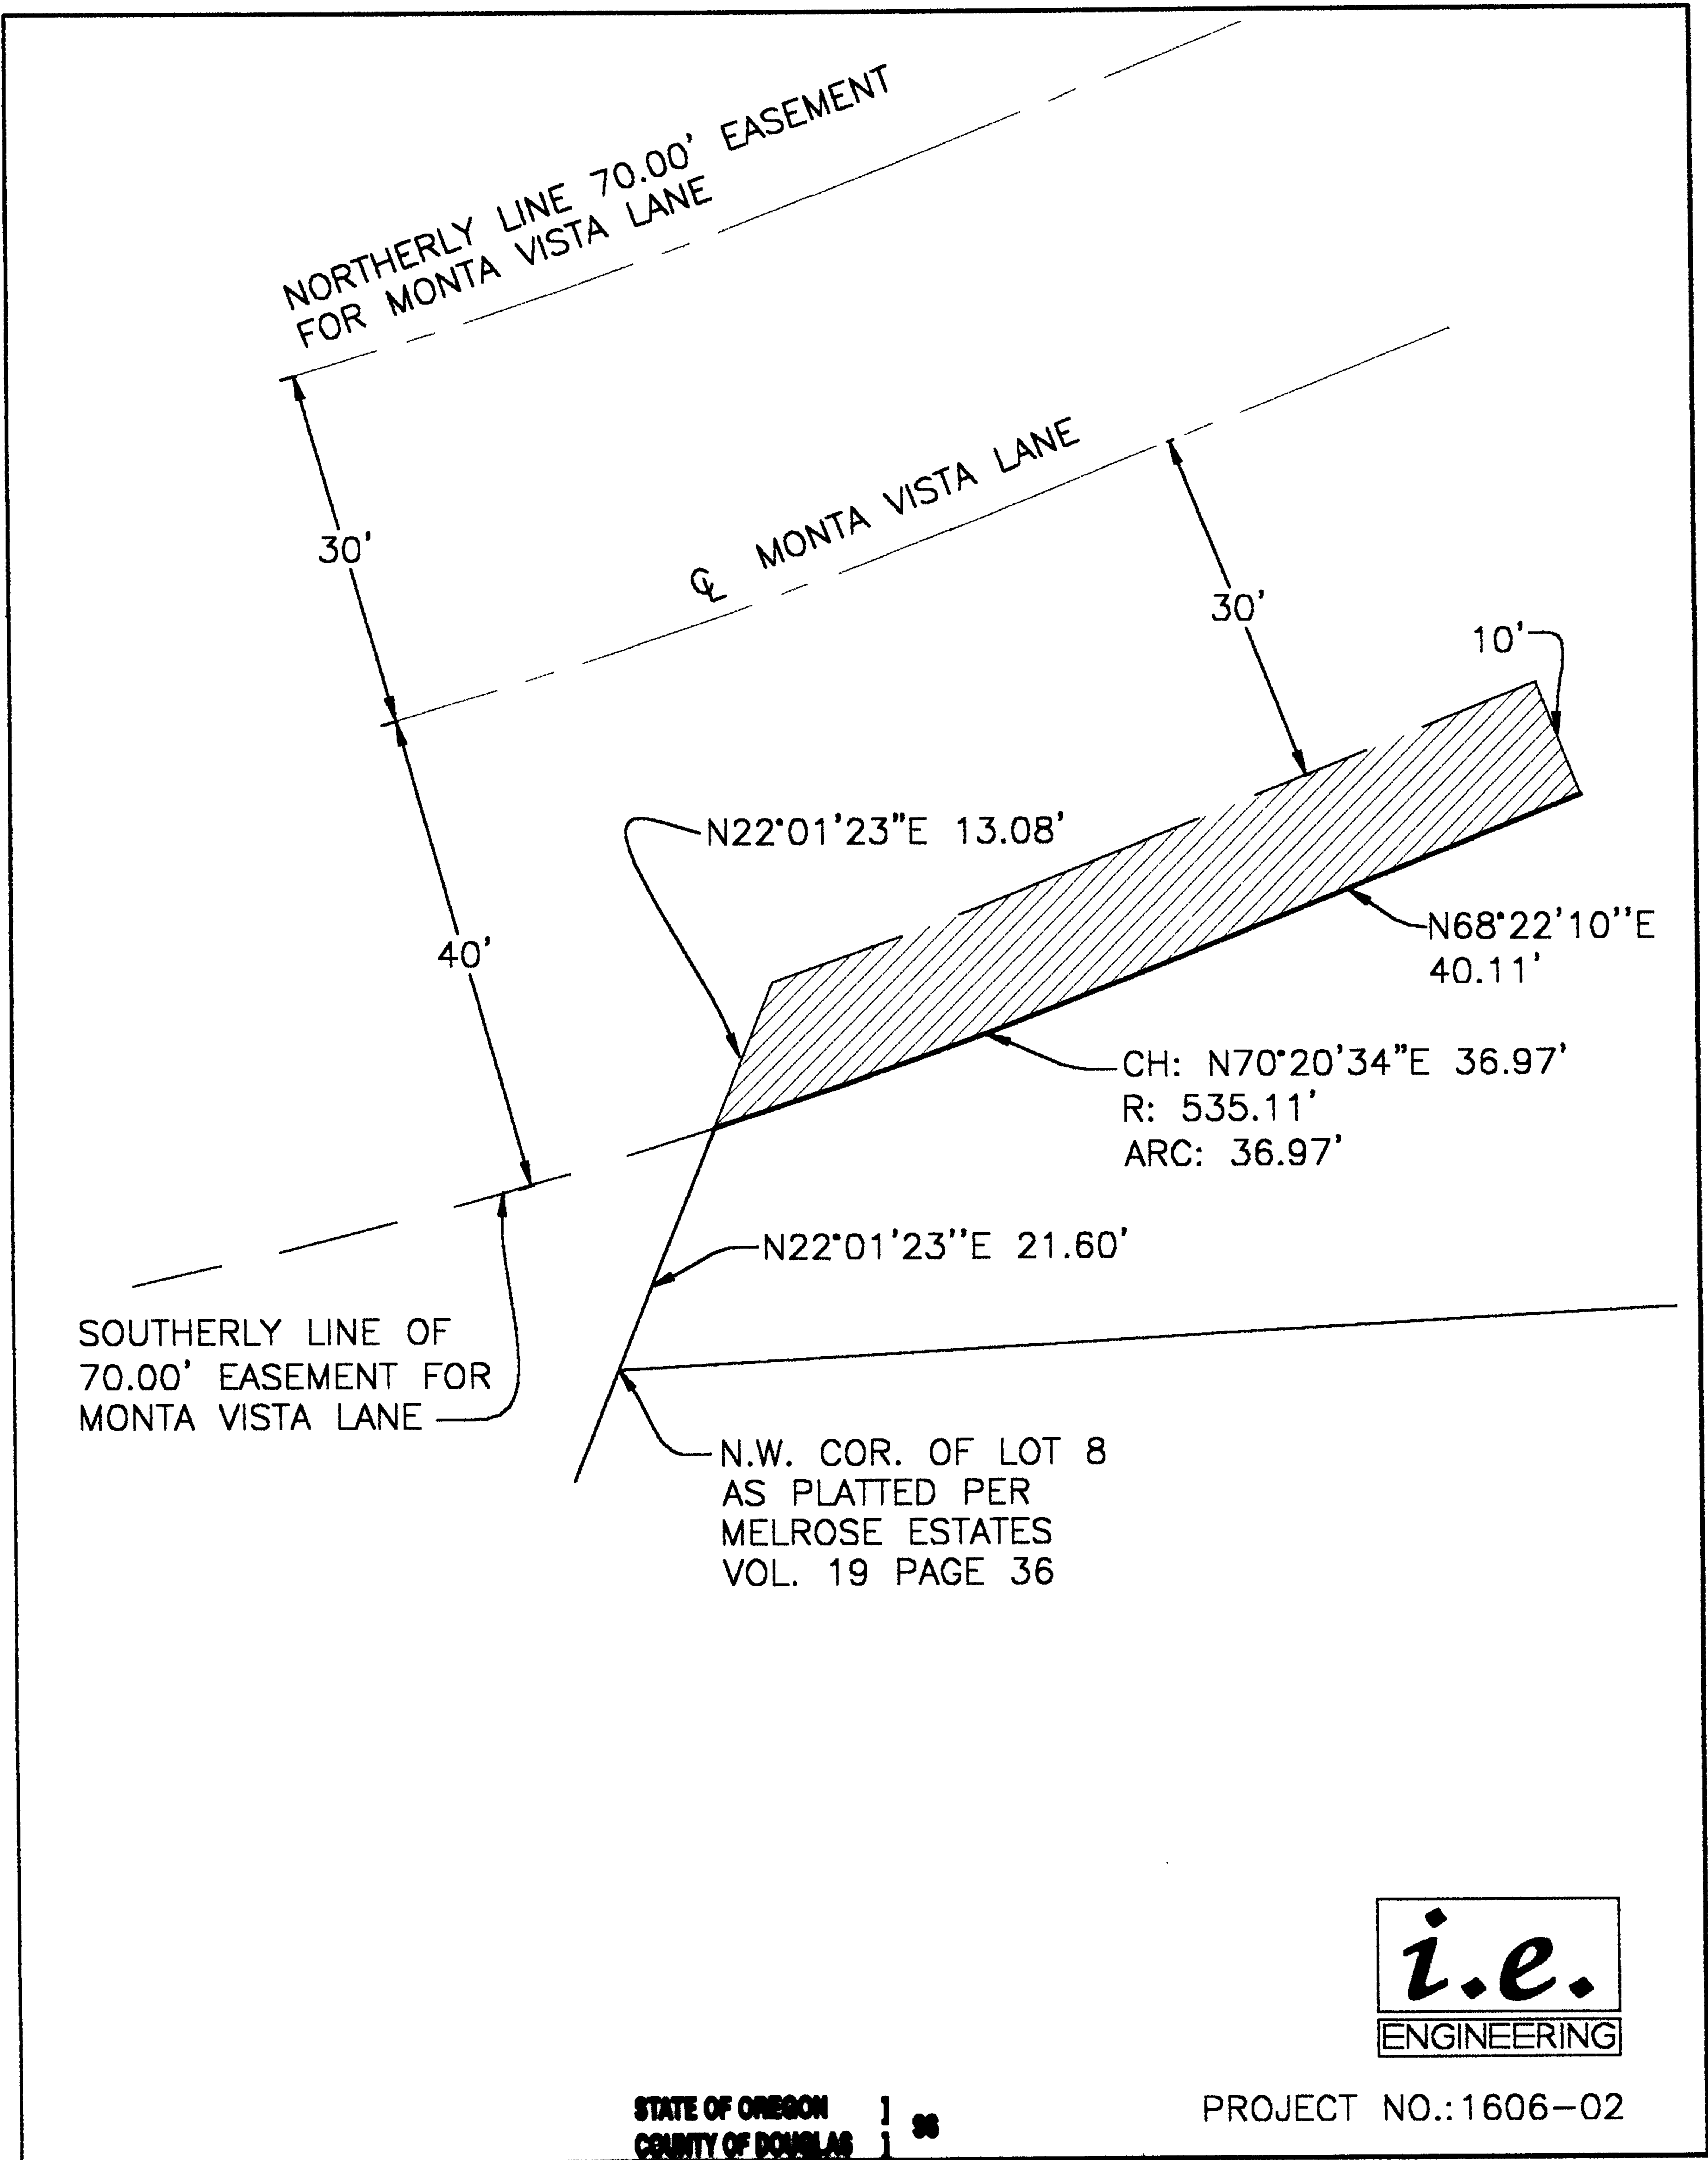 NORTHERLY LINE 70.00' EASEMENT
FOR MONTA VISTA LANE
30'
℄ MONTA VISTA LANE
30'
10'
N22°01'23"E 13.08'
40'
N68°22'10''E
40.11'
CH: N70°20'34"E 36.97'
R: 535.11'
ARC: 36.97'
N22°01'23''E 21.60'
SOUTHERLY LINE OF
70.00' EASEMENT FOR
MONTA VISTA LANE
N.W. COR. OF LOT 8
AS PLATTED PER
MELROSE ESTATES
VOL. 19 PAGE 36
i.e.
ENGINEERING
PROJECT NO.:1606-02
STATE OF OREGON ]
COUNTY OF DOUGLAS ]